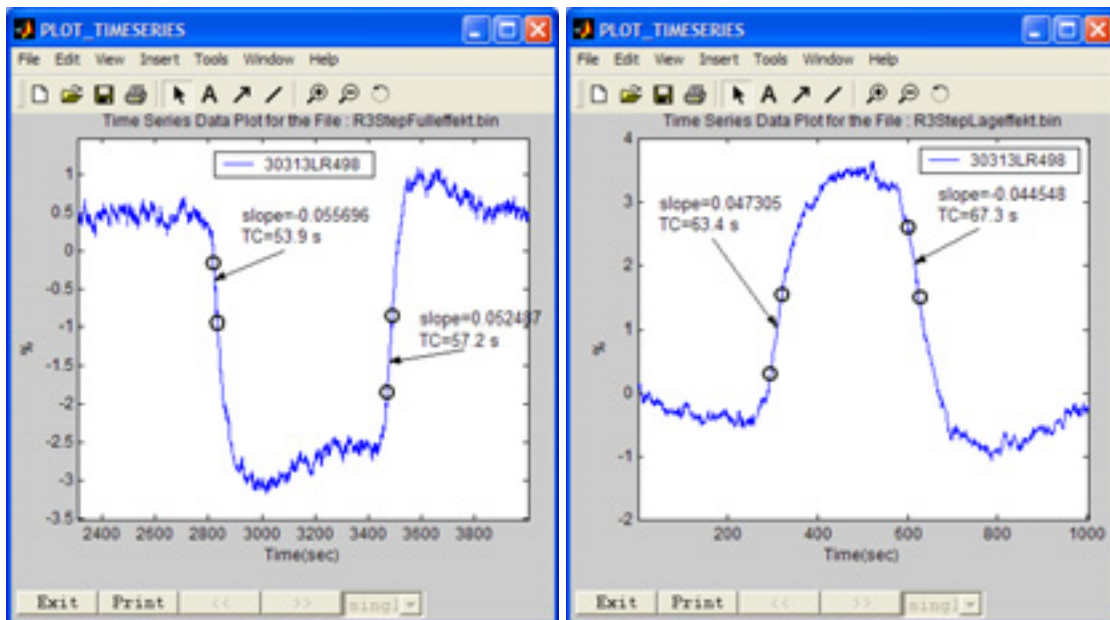 PLOT_TIMESERIES
File Edit View Insert Tools Window Help
A
Time Series Data Plot for the File : R3StepFulleffekt.bin
30313LR498
slope=-0.055696
TC=53.9 s
slope=0.052487
TC=57.2 s
1
0.5
0
-0.5
-1
-1.5
-2
-2.5
-3
-3.5
%
2400 2600 2800 3000 3200 3400 3600 3800
Time(sec)
Exit Print << >> singl
PLOT_TIMESERIES
File Edit View Insert Tools Window Help
A
Time Series Data Plot for the File : R3StepLageffekt.bin
30313LR498
slope=0.047305
TC=63.4 s
slope=-0.044548
TC=67.3 s
4
3
2
1
0
-1
-2
%
200 400 600 800 1000
Time(sec)
Exit Print << >> singl